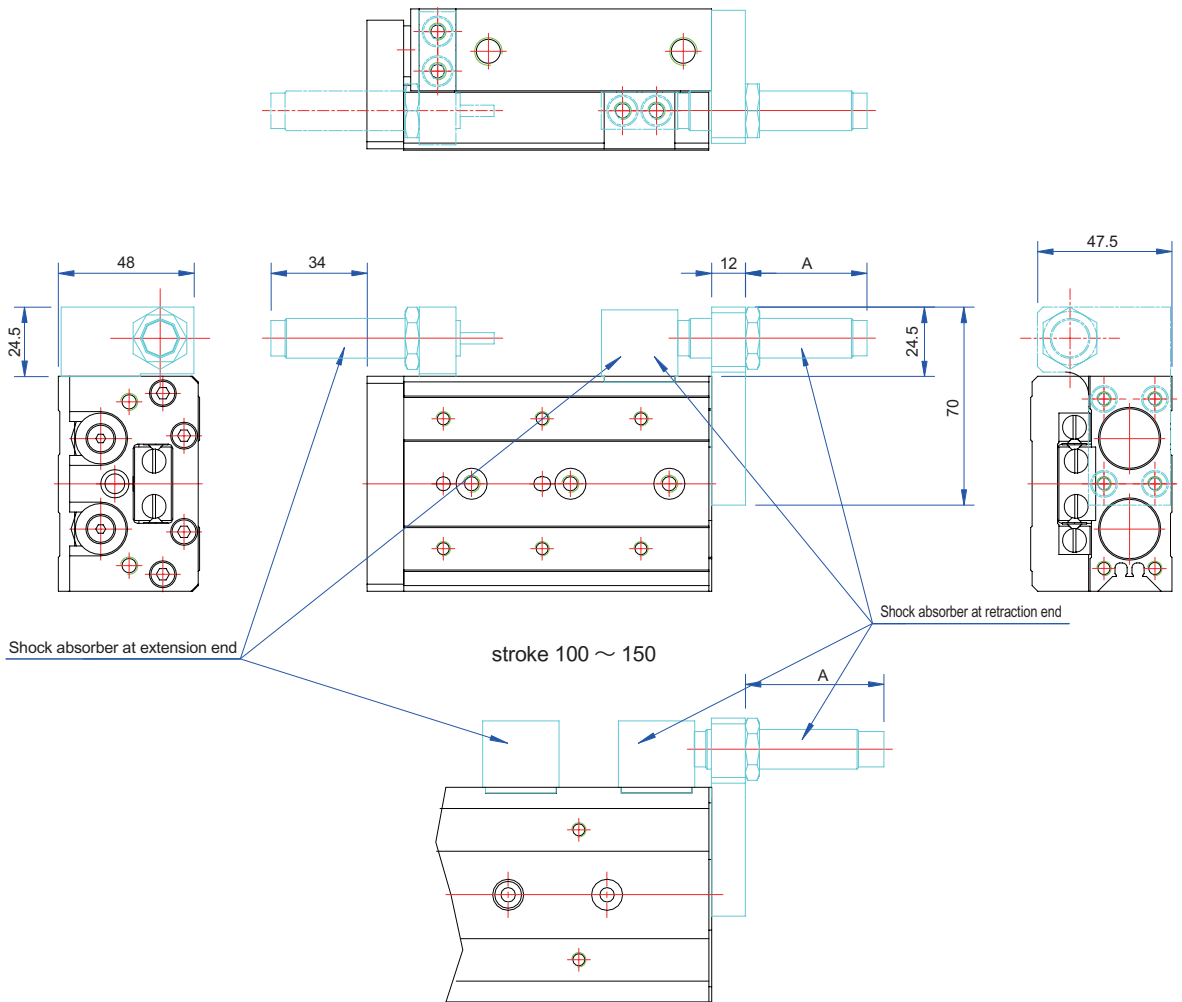 48
34
12
A
47.5
24.5
24.5
70
Shock absorber at extension end
Shock absorber at retraction end
stroke 100 ～ 150
A